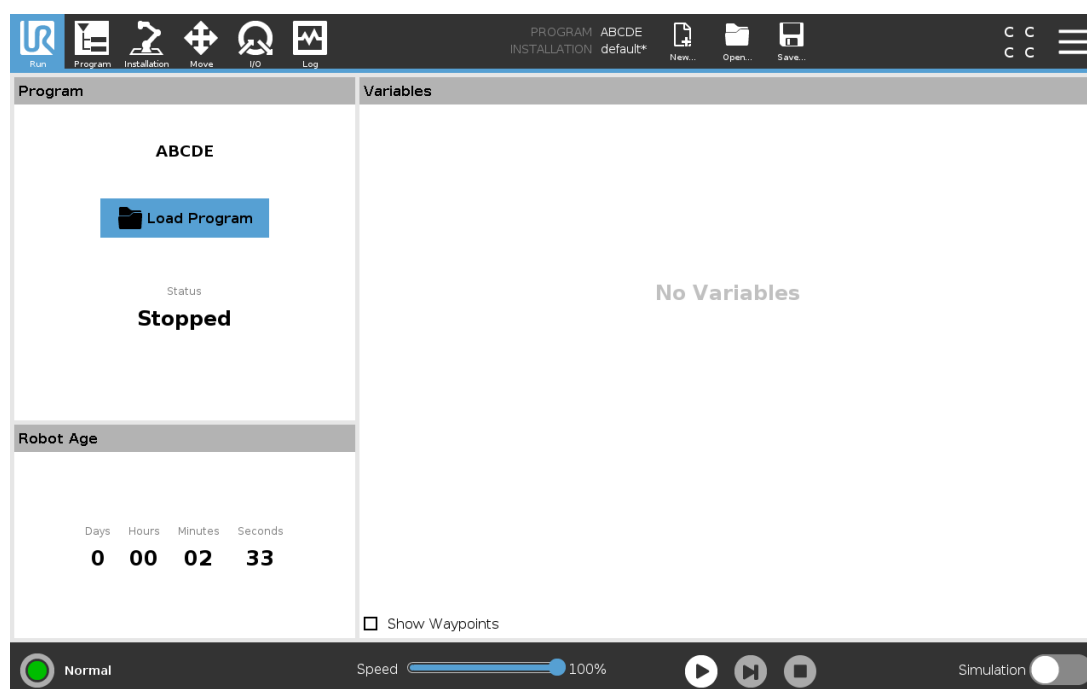 PROGRAM ABCDE
INSTALLATION default*
C C
C C
Run Program Installation Move I/O Log New... Open... Save...
Program
ABCDE
Load Program
Status
Stopped
Robot Age
Days Hours Minutes Seconds
0 00 02 33
Variables
No Variables
Show Waypoints
Normal Speed 100% Simulation